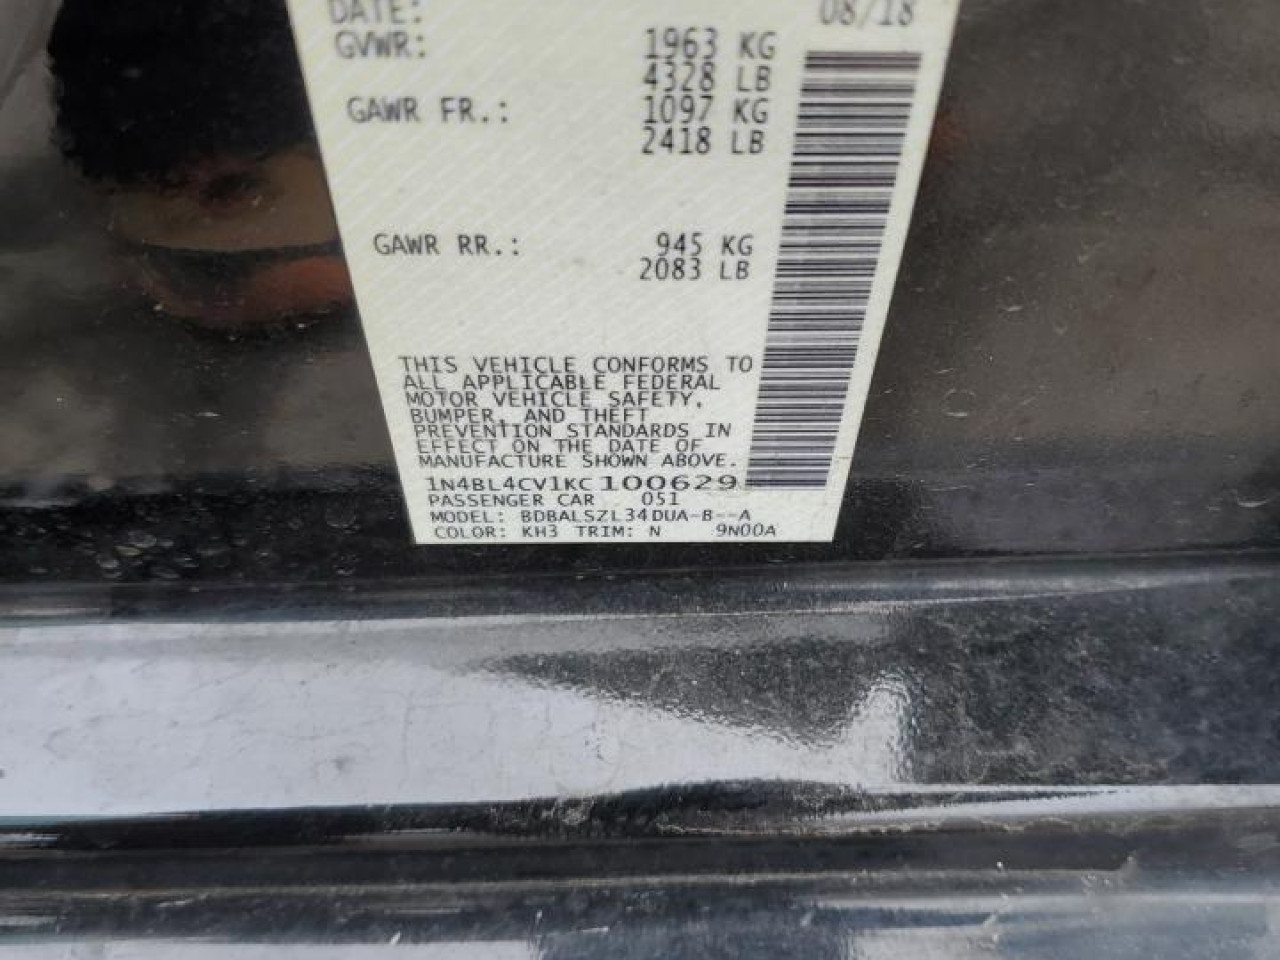 DATE: 08/18
GVWR: 1963 KG
4328 LB
GAWR FR.: 1097 KG
2418 LB
GAWR RR.: 945 KG
2083 LB
THIS VEHICLE CONFORMS TO
ALL APPLICABLE FEDERAL
MOTOR VEHICLE SAFETY,
BUMPER, AND THEFT
PREVENTION STANDARDS IN
EFFECT ON THE DATE OF
MANUFACTURE SHOWN ABOVE.
1N4BL4CV1KC100629
PASSENGER CAR 051
MODEL: BDBALSZL34DUA-B--A
COLOR: KH3 TRIM: N 9N00A